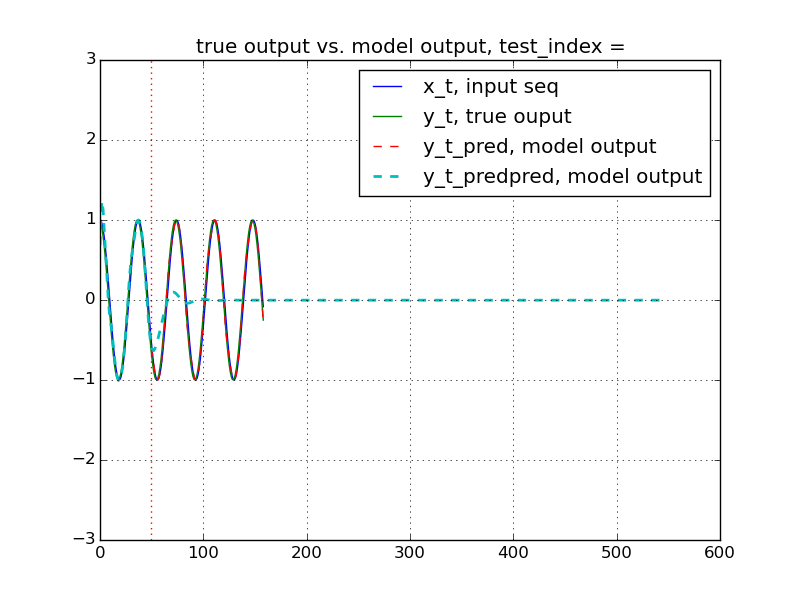 true output vs. model output, test_index =
x_t, input seq
y_t, true ouput
y_t_pred, model output
y_t_predpred, model output
3
2
1
0
−1
−2
−3
0 100 200 300 400 500 600